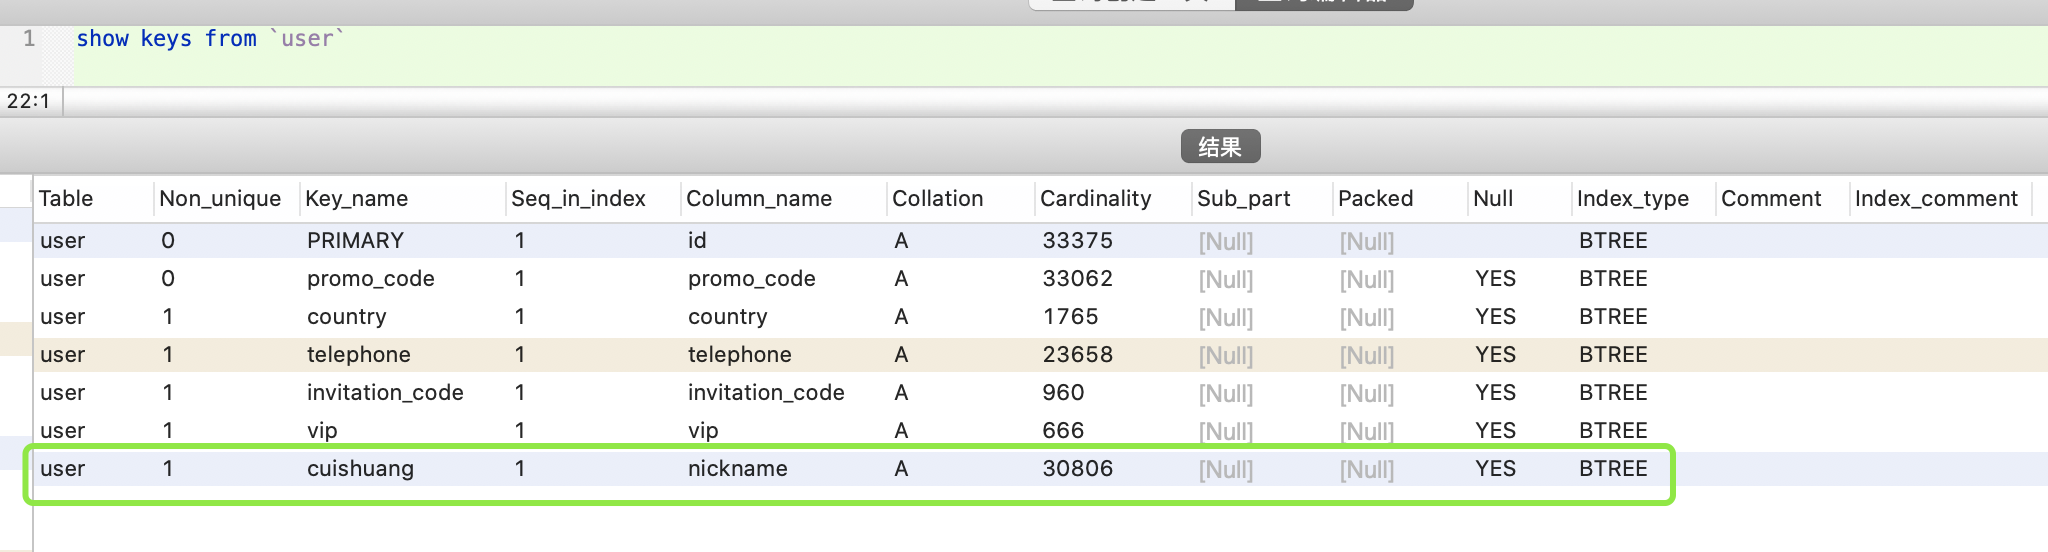 1 show keys from `user`
22:1
结果
Table Non_unique Key_name Seq_in_index Column_name Collation Cardinality Sub_part Packed Null Index_type Comment Index_comment
user 0 PRIMARY 1 id A 33375 [Null] [Null] BTREE
user 0 promo_code 1 promo_code A 33062 [Null] [Null] YES BTREE
user 1 country 1 country A 1765 [Null] [Null] YES BTREE
user 1 telephone 1 telephone A 23658 [Null] [Null] YES BTREE
user 1 invitation_code 1 invitation_code A 960 [Null] [Null] YES BTREE
user 1 vip 1 vip A 666 [Null] [Null] YES BTREE
user 1 cuishuang 1 nickname A 30806 [Null] [Null] YES BTREE